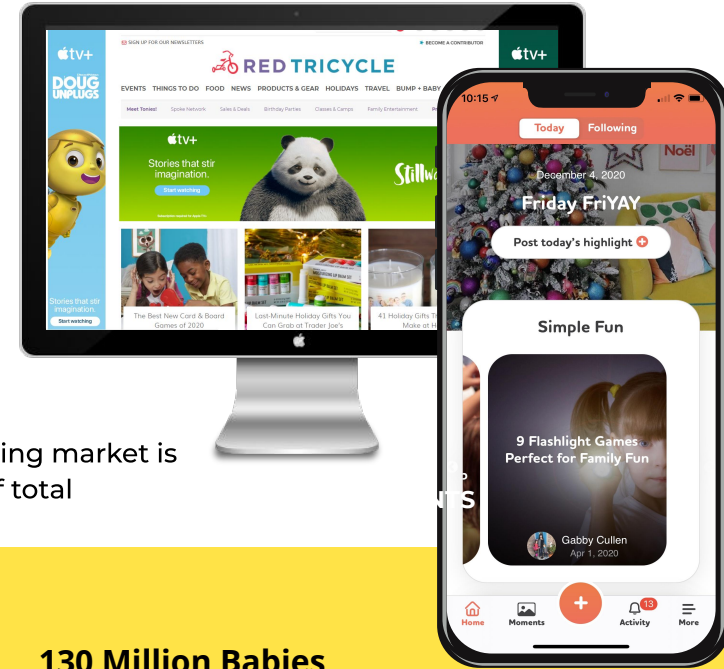 tv+
DOUG
UNPLUGS
Stories that stir
imagination.
Start watching
SIGN UP FOR OUR NEWSLETTERS
BECOME A CONTRIBUTOR
RED TRICYCLE
EVENTS THINGS TO DO FOOD NEWS PRODUCTS & GEAR HOLIDAYS TRAVEL BUMP + BABY
Meet Tonies! Spoke Network Sales & Deals Birthday Parties Classes & Camps Family Entertainment
tv+
Stories that stir
imagination.
Start watching
The Best New Card & Board
Games of 2020
Last-Minute Holiday Gifts You
Can Grab at Trader Joe's
41 Holiday Gifts
Make at
tv+
10:15
Today Following
Noël
December 4, 2020
Friday FriYAY
Post today's highlight
Simple Fun
9 Flashlight Games
Perfect for Family Fun
Gabby Cullen
Apr 1, 2020
Home Moments + Activity 13 More
ing market is
f total
130 Million Babies